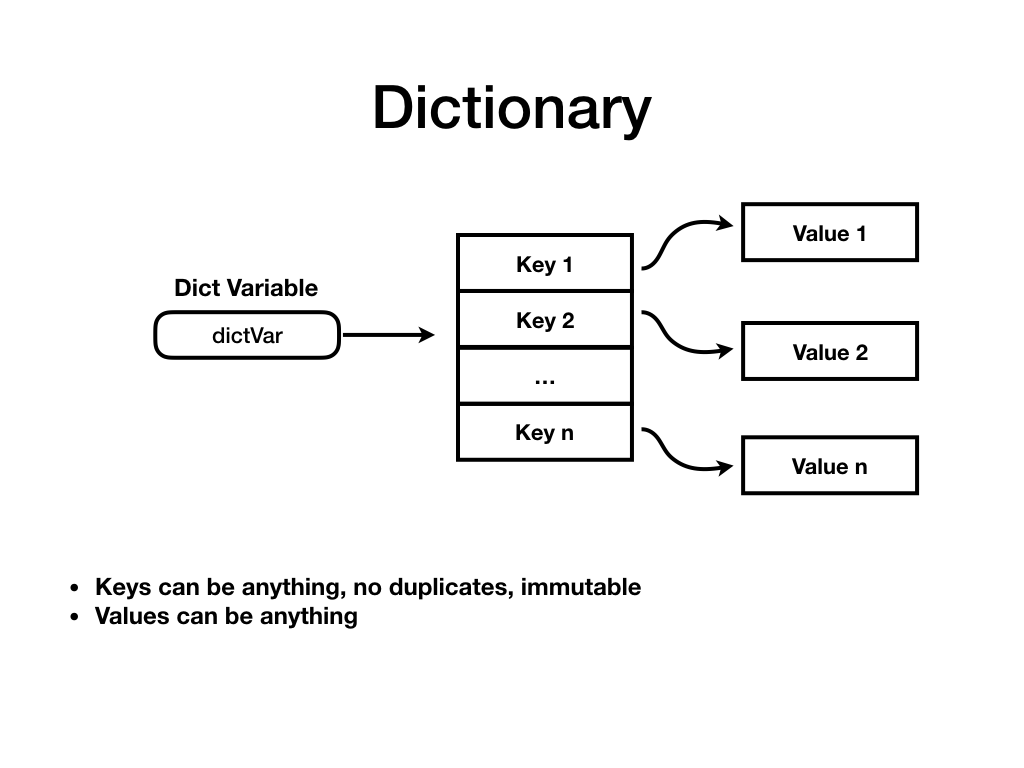 Dictionary
Dict Variable
dictVar
Key 1
Key 2
...
Key n
Value 1
Value 2
Value n
• Keys can be anything, no duplicates, immutable
• Values can be anything